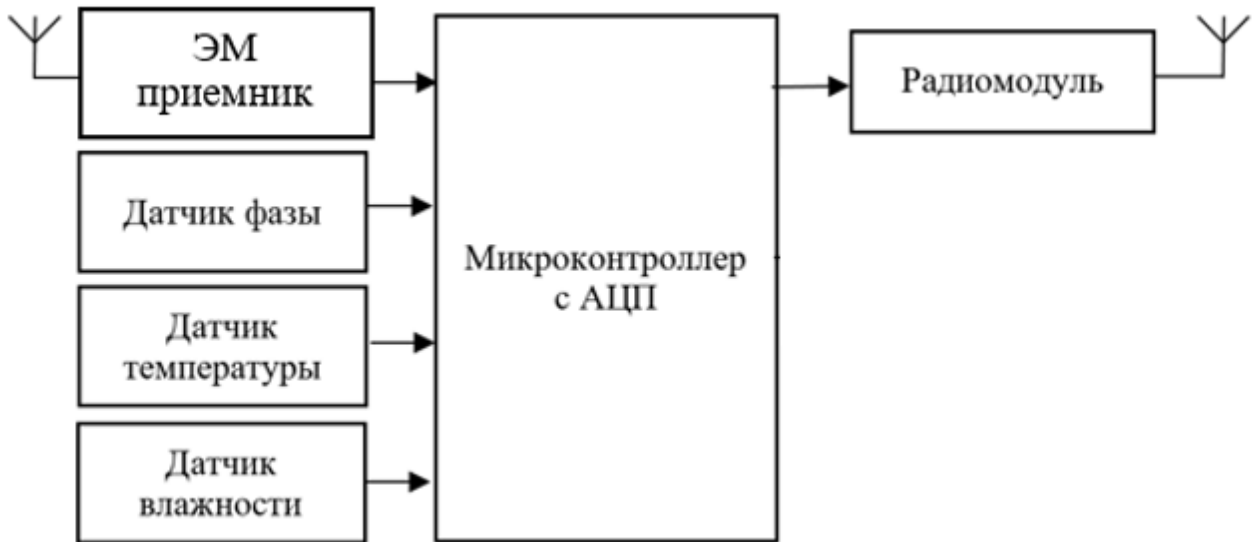 ЭМ
приемник
Радиомодуль
Датчик фазы
Микроконтроллер
с АЦП
Датчик
температуры
Датчик
влажности